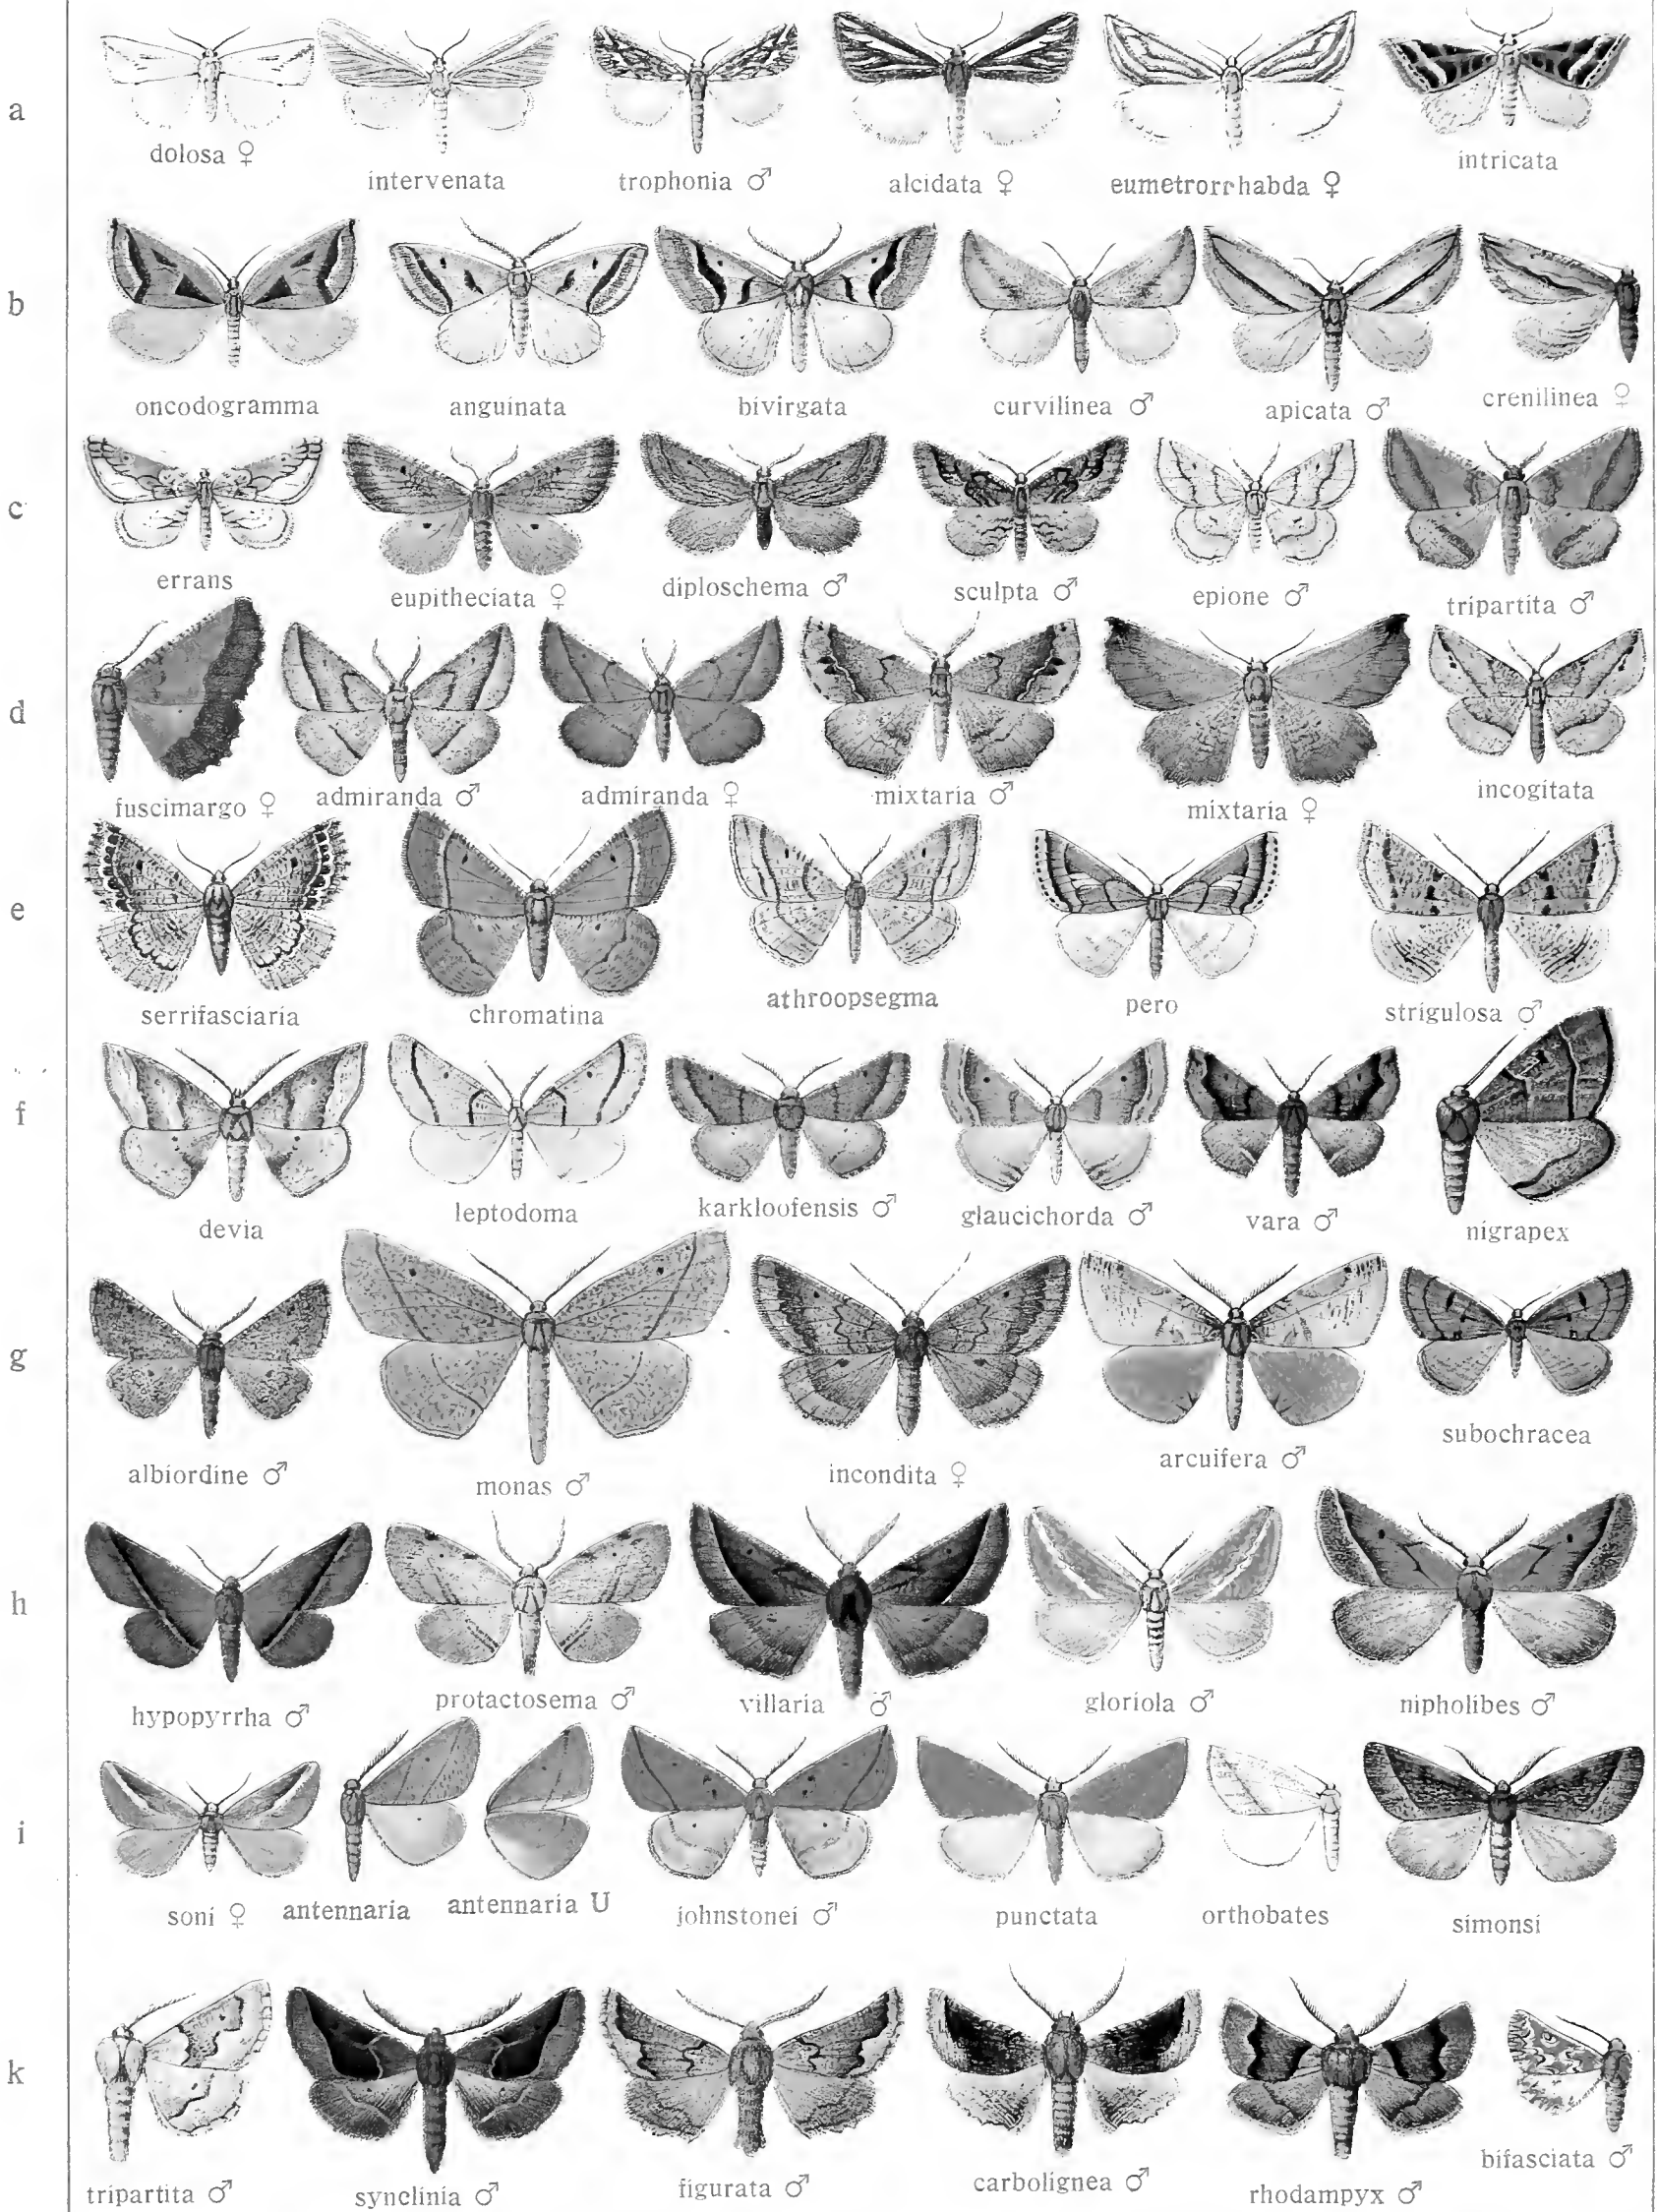 a
dolosa ♀
intervenata
trophonia ♂
alcidata ♀
eumetrorrhabda ♀
intricata
b
oncodogramma
anguinata
bivirgata
curvilinea ♂
apicata ♂
crenilinea ♀
c
errans
eupitheciata ♀
diploschema ♂
sculpta ♂
epione ♂
tripartita ♂
d
fuscimargo ♀
admiranda ♂
admiranda ♀
mixtaria ♂
mixtaria ♀
incogitata
e
serrifasciaria
chromatina
athroopsegma
pero
strigulosa ♂
f
devia
leptodoma
karkloofensis ♂
glaucichorda ♂
vara ♂
nigrapex
g
albiordine ♂
monas ♂
incondita ♀
arcuifera ♂
subochracea
h
hypopyrrha ♂
protactosema ♂
villaria ♂
gloriola ♂
nipholibes ♂
i
soni ♀
antennaria
antennaria U
johnstonei ♂
punctata
orthobates
simonsi
k
tripartita ♂
synclinia ♂
figurata ♂
carbolignea ♂
rhodampyx ♂
bifasciata ♂